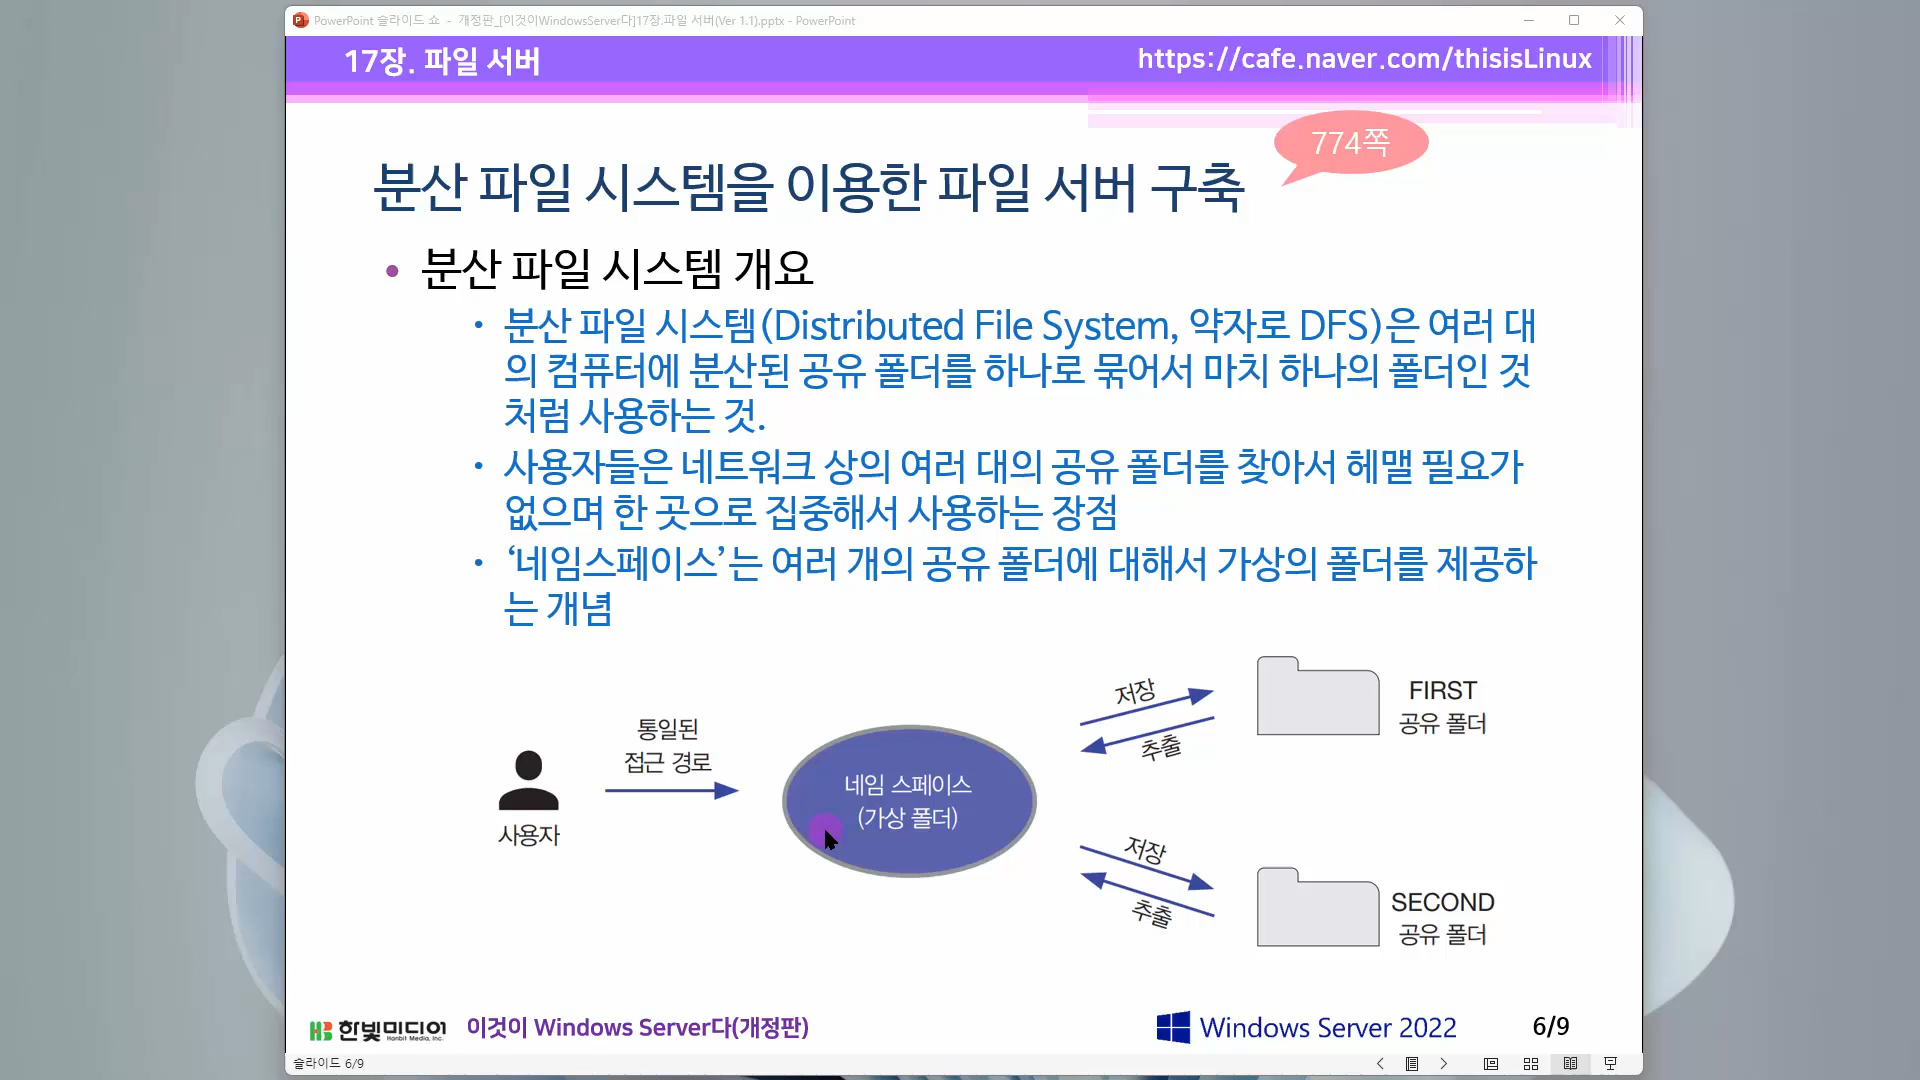 PowerPoint 슬라이드 쇼 - 개정판_[이것이WindowsServer다]17장.파일 서버(Ver 1.1).pptx - PowerPoint
17장. 파일 서버
https://cafe.naver.com/thisisLinux
774쪽
분산 파일 시스템을 이용한 파일 서버 구축
• 분산 파일 시스템 개요
• 분산 파일 시스템(Distributed File System, 약자로 DFS)은 여러 대
의 컴퓨터에 분산된 공유 폴더를 하나로 묶어서 마치 하나의 폴더인 것
처럼 사용하는 것.
• 사용자들은 네트워크 상의 여러 대의 공유 폴더를 찾아서 헤맬 필요가
없으며 한 곳으로 집중해서 사용하는 장점
• ‘네임스페이스’는 여러 개의 공유 폴더에 대해서 가상의 폴더를 제공하
는 개념
사용자
통일된
접근 경로
네임 스페이스
(가상 폴더)
저장
추출
FIRST
공유 폴더
저장
추출
SECOND
공유 폴더
한빛미디어
Hanbit Media, Inc.
이것이 Windows Server다(개정판)
Windows Server 2022
6/9
슬라이드 6/9